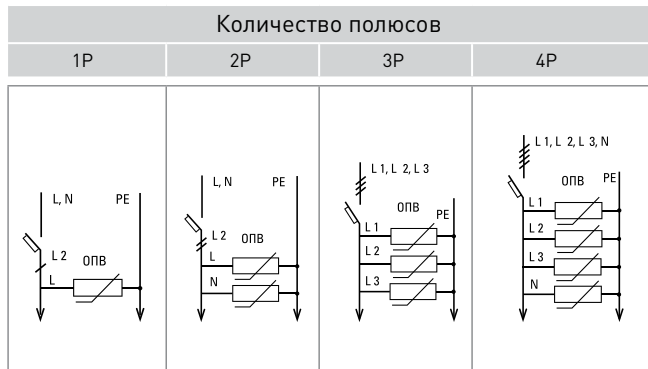 Количество полюсов
1P 2P 3P 4P
L, N PE
L 2 ОПВ
L
L, N PE
L 2 ОПВ
L
N
L 1, L 2, L 3
ОПВ PE
L 1
L 2
L 3
L 1, L 2, L 3, N
ОПВ PE
L 1
L 2
L 3
N